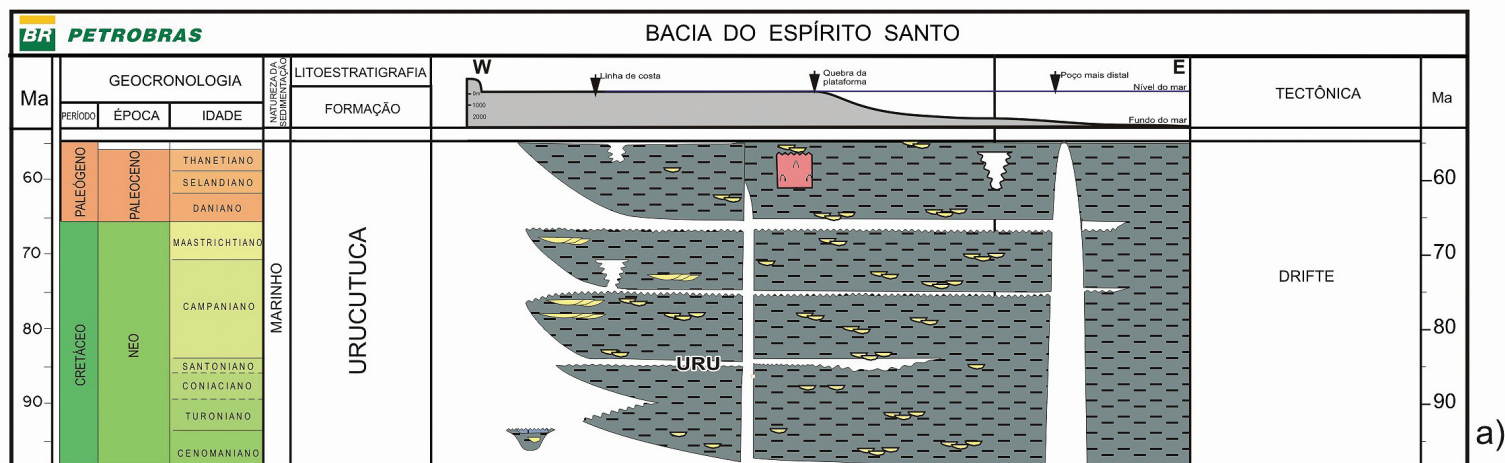 BR PETROBRAS
BACIA DO ESPÍRITO SANTO
Ma
GEOCRONOLOGIA
PERÍODO
ÉPOCA
IDADE
NATUREZA DA
SEDIMENTAÇÃO
LITOESTRATIGRAFIA
FORMAÇÃO
W
E
Linha de costa
Quebra da
plataforma
Poço mais distal
Nível do mar
0m
1000
2000
Fundo do mar
TECTÔNICA
Ma
PALEÓGENO
PALEOCENO
THANETIANO
SELANDIANO
DANIANO
CRETÁCEO
NEO
MAASTRICHTIANO
CAMPANIANO
SANTONIANO
CONIACIANO
TURONIANO
CENOMANIANO
MARINHO
URUCUTUCA
URU
DRIFTE
60
70
80
90
60
70
80
90
a)